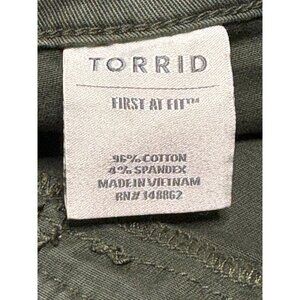 TORRID
FIRST AT FIT™
96% COTTON
4% SPANDEX
MADE IN VIETNAM
RN# 148862